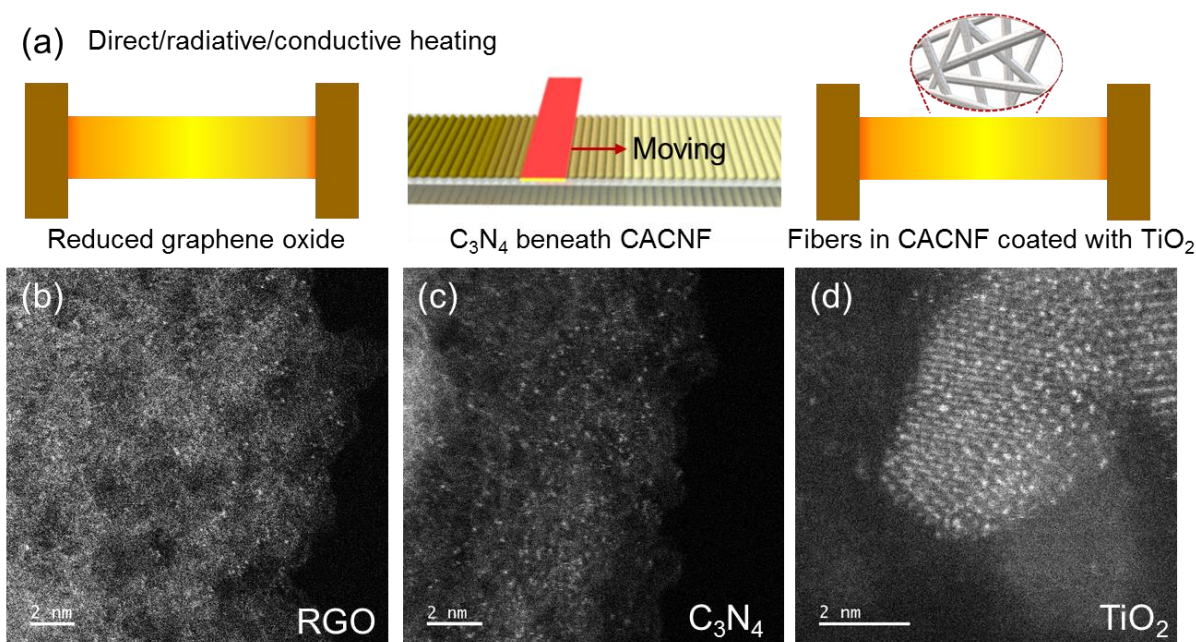 (a) Direct/radiative/conductive heating
Moving
Reduced graphene oxide
C₃N₄ beneath CACNF
Fibers in CACNF coated with TiO₂
(b)
(c)
(d)
2 nm
RGO
2 nm
C₃N₄
2 nm
TiO₂